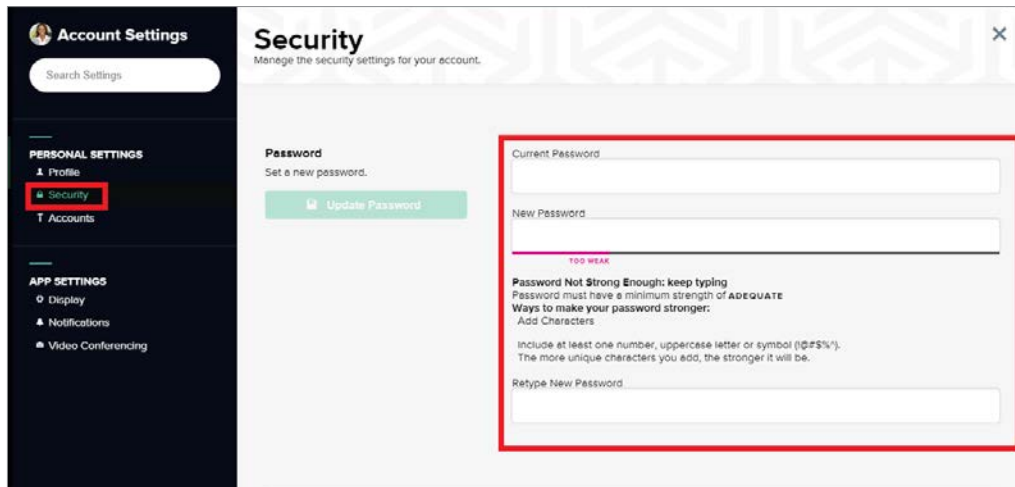 Account Settings
Search Settings
PERSONAL SETTINGS
Profile
Security
Accounts
APP SETTINGS
Display
Notifications
Video Conferencing
Security
Manage the security settings for your account.
Password
Set a new password.
Update Password
Current Password
New Password
TOO WEAK
Password Not Strong Enough: keep typing
Password must have a minimum strength of ADEQUATE
Ways to make your password stronger:
Add Characters
Include at least one number, uppercase letter or symbol (!@#$%^).
The more unique characters you add, the stronger it will be.
Retype New Password